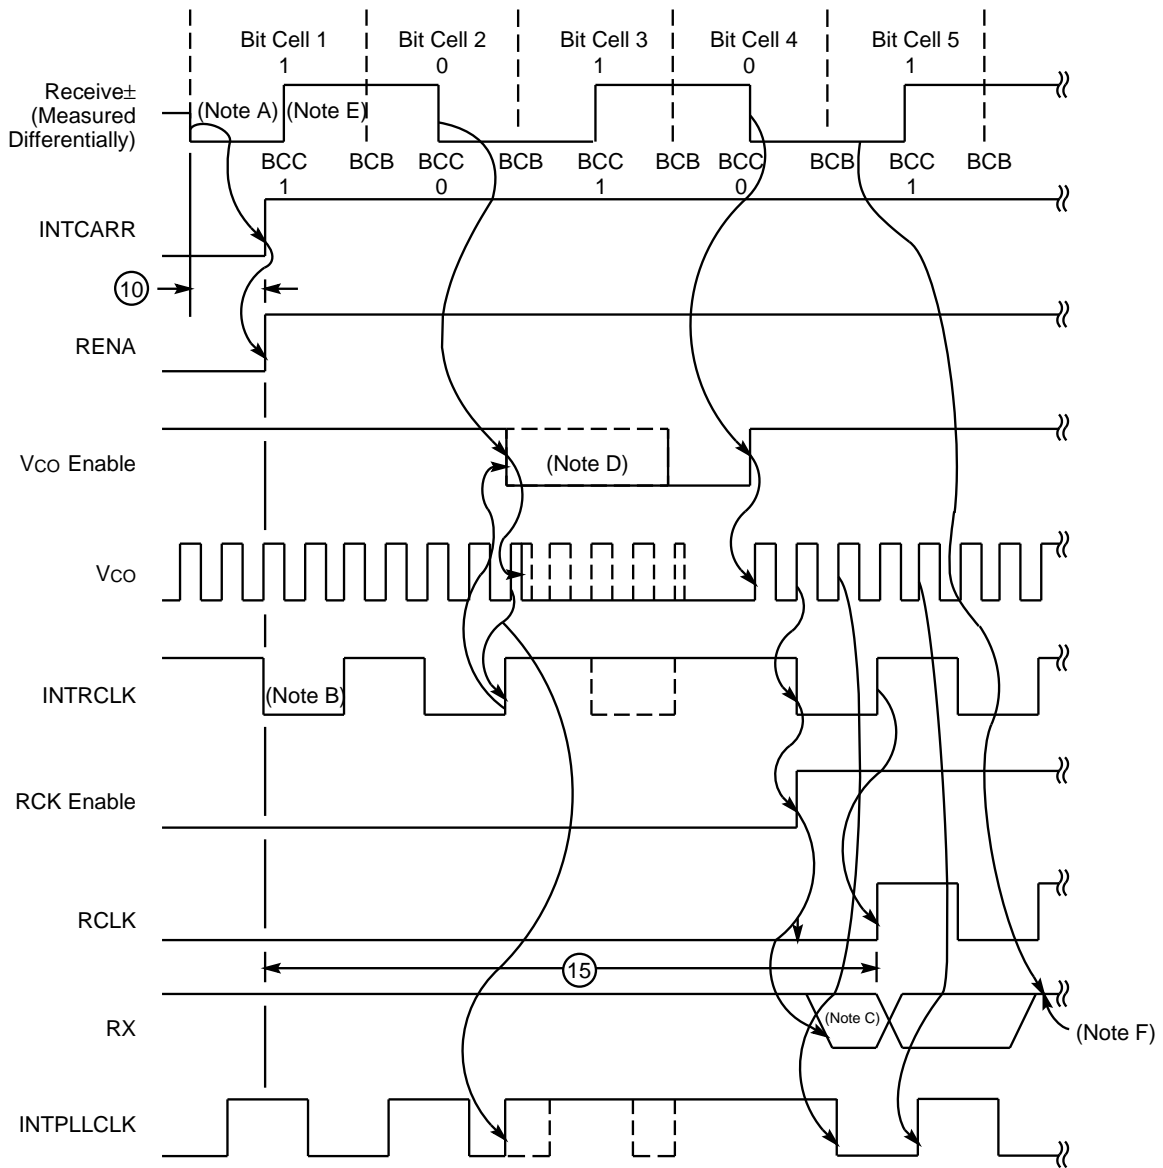 Bit Cell 1 Bit Cell 2 Bit Cell 3 Bit Cell 4 Bit Cell 5
1 0 1 0 1
Receive±
(Measured
Differentially)
(Note A) (Note E)
BCC BCB BCC BCB BCC BCB BCC BCB BCC BCB
1 0 1 0 1
INTCARR
10
RENA
VCO Enable
(Note D)
VCO
INTRCLK
(Note B)
RCK Enable
RCLK
15
RX
(Note C)
(Note F)
INTPLLCLK